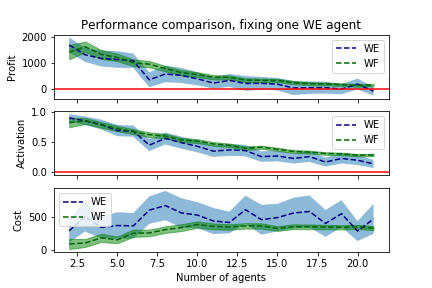 Performance comparison, fixing one WE agent
2000
1000
0
Profit
WE
WF
1.0
0.5
0.0
Activation
WE
WF
500
0
Cost
WE
WF
2.5 5.0 7.5 10.0 12.5 15.0 17.5 20.0
Number of agents